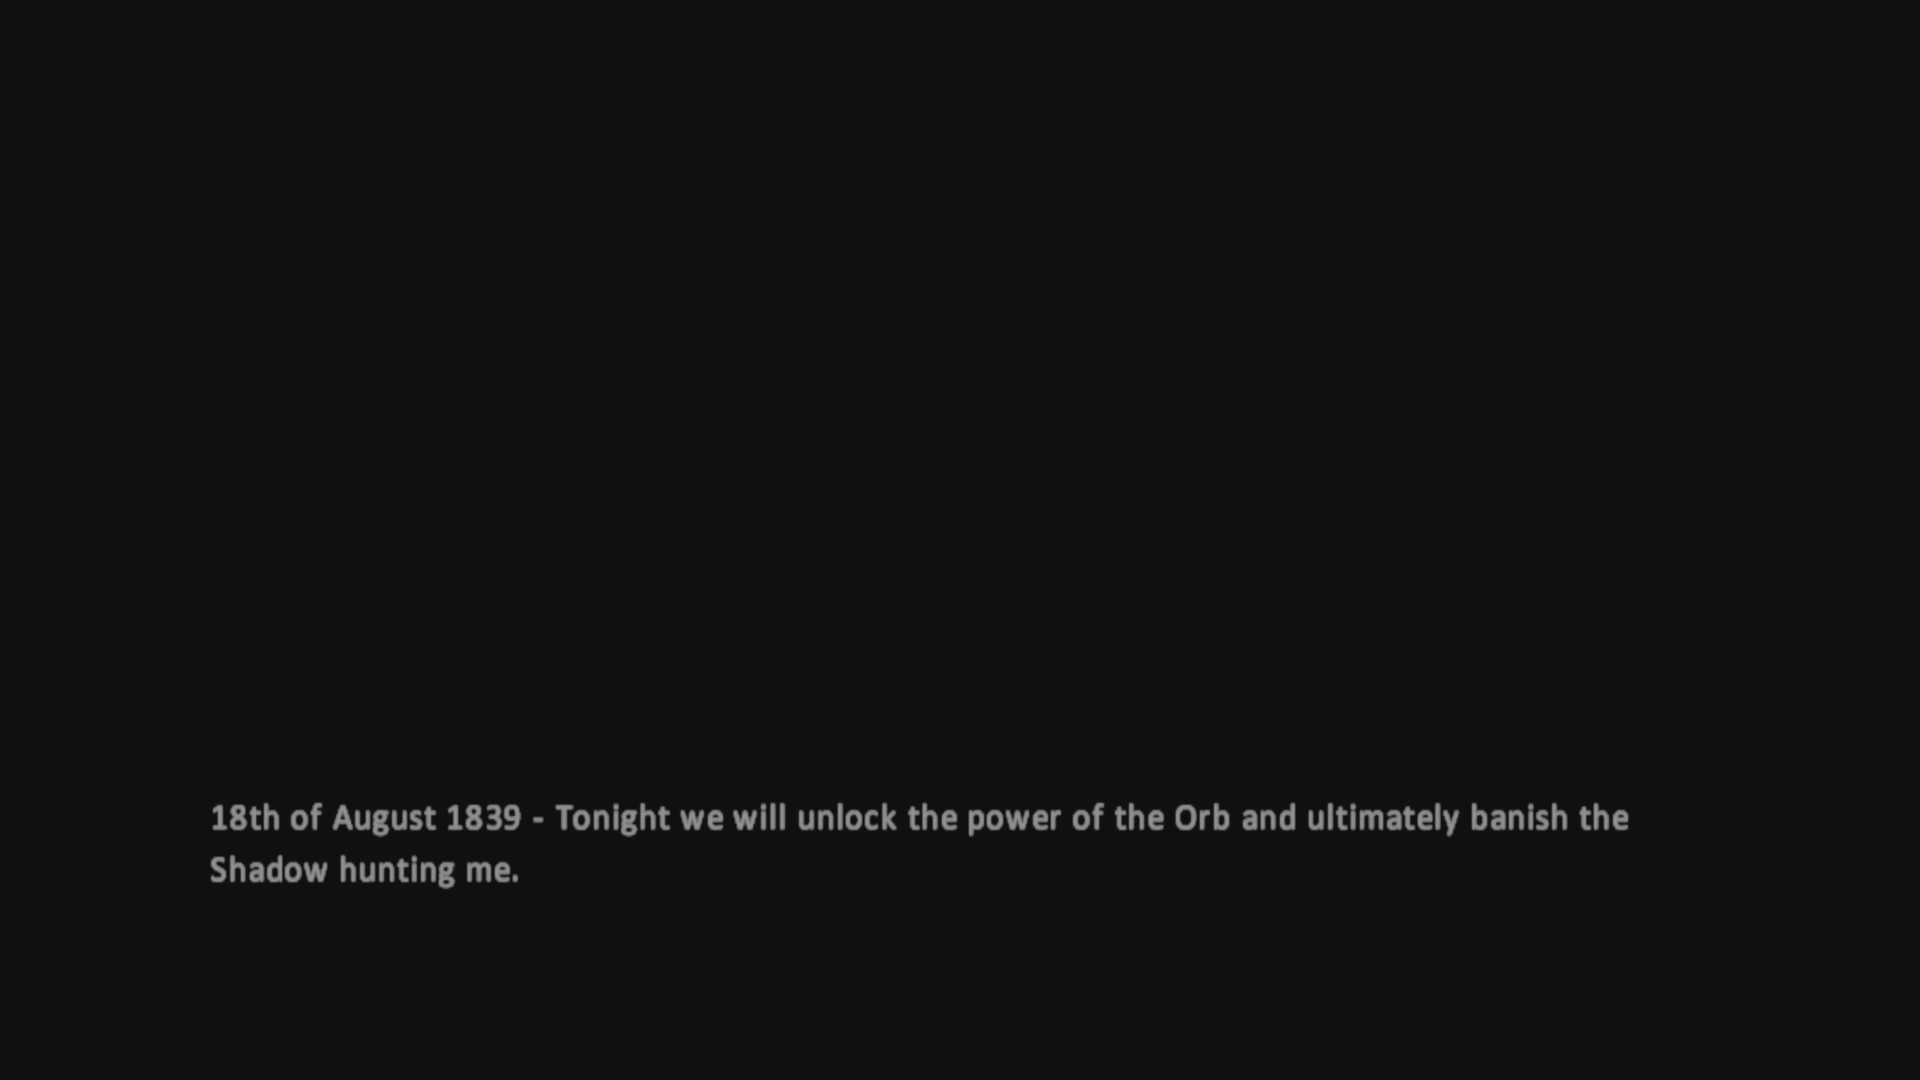 18th of August 1839 - Tonight we will unlock the power of the Orb and ultimately banish the
Shadow hunting me.